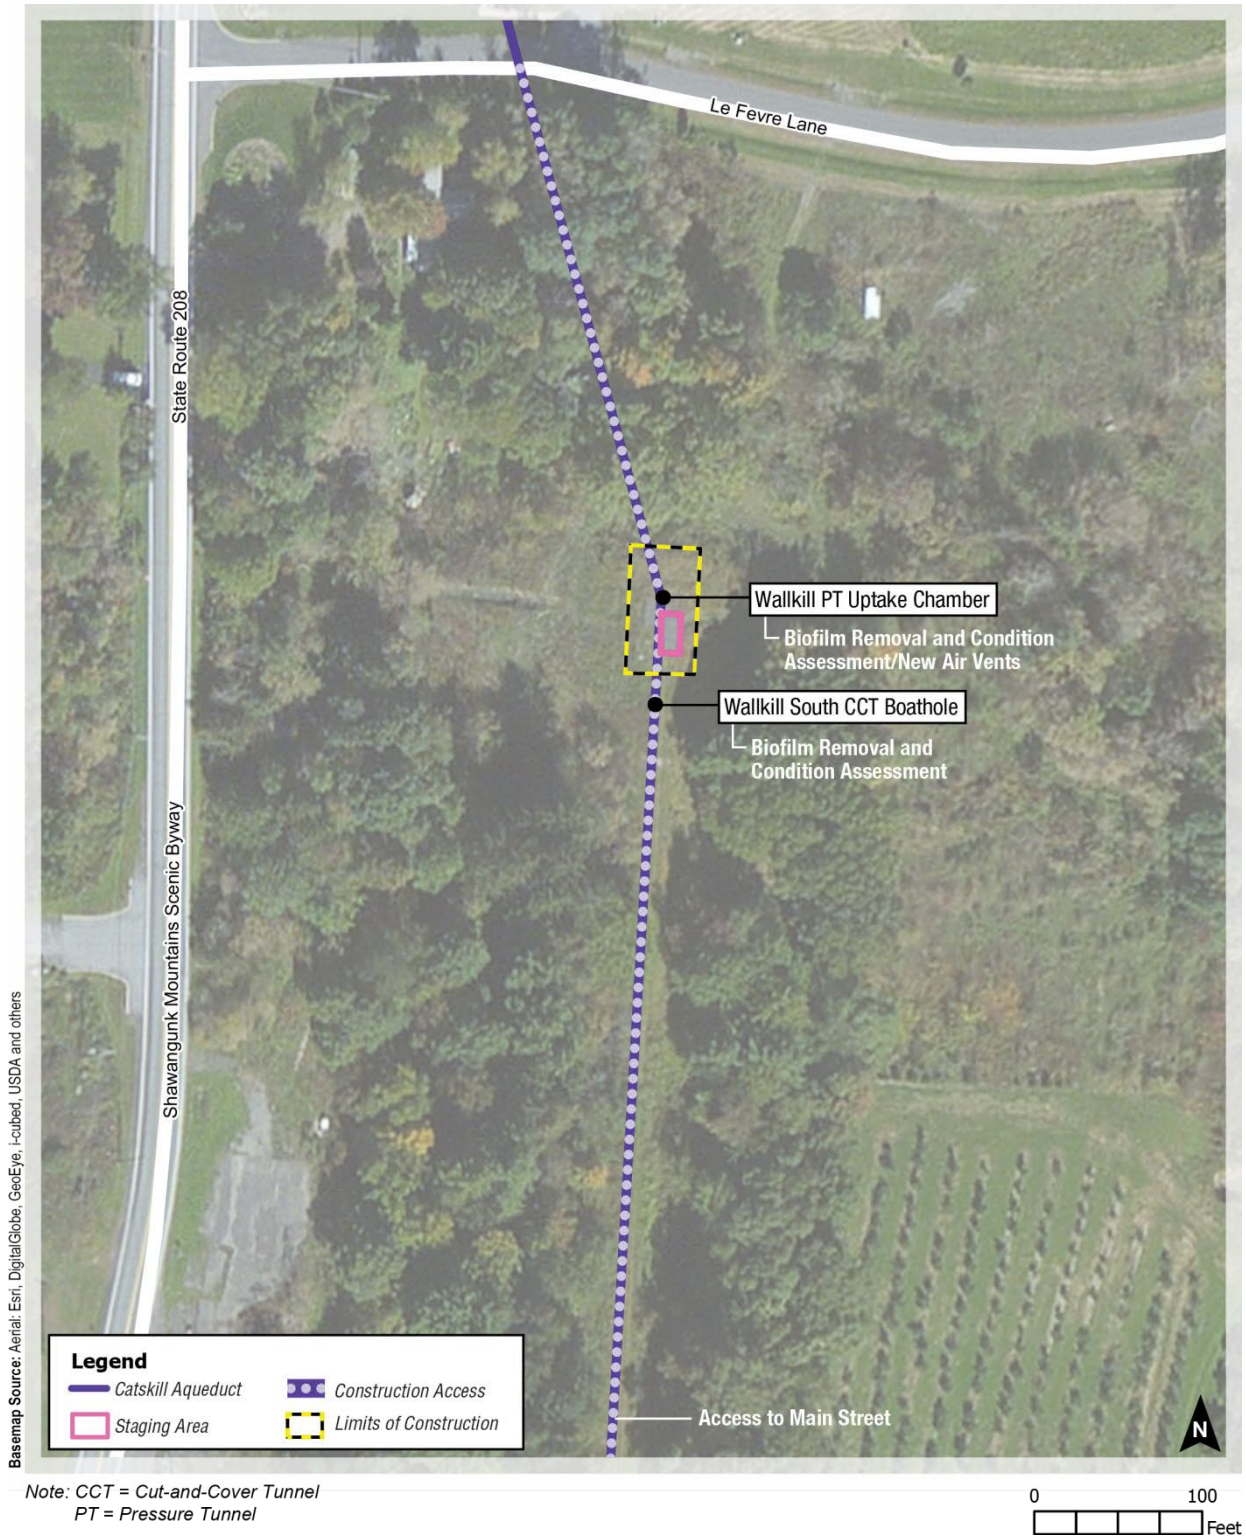 Le Fevre Lane
State Route 208
Wallkill PT Uptake Chamber
Biofilm Removal and Condition
Assessment/New Air Vents
Wallkill South CCT Boathole
Biofilm Removal and
Condition Assessment
Shawangunk Mountains Scenic Byway
Basemap Source: Aerial: Esri, DigitalGlobe, GeoEye, i-cubed, USDA and others
Legend
Catskill Aqueduct
Construction Access
Staging Area
Limits of Construction
Access to Main Street
N
Note: CCT = Cut-and-Cover Tunnel
PT = Pressure Tunnel
0 100
Feet